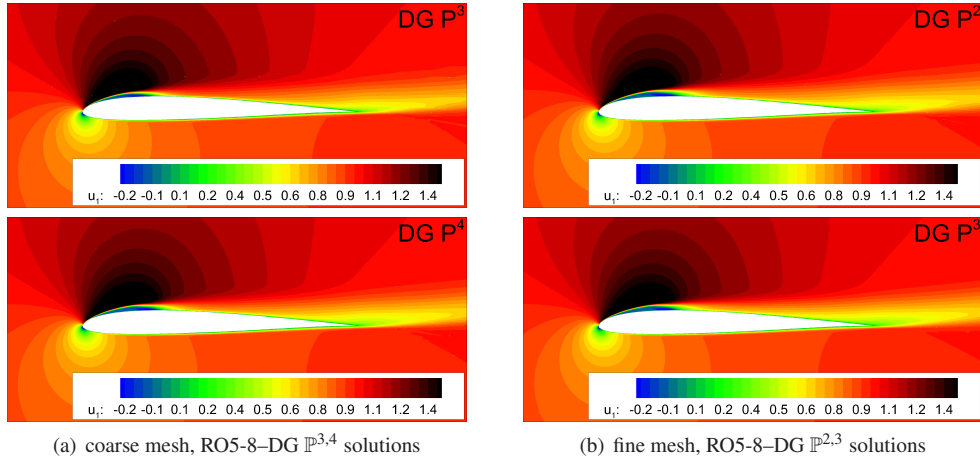 DG P³
u₁: -0.2 -0.1 0.1 0.2 0.4 0.5 0.6 0.8 0.9 1.1 1.2 1.4
DG P²
u₁: -0.2 -0.1 0.1 0.2 0.4 0.5 0.6 0.8 0.9 1.1 1.2 1.4
DG P⁴
u₁: -0.2 -0.1 0.1 0.2 0.4 0.5 0.6 0.8 0.9 1.1 1.2 1.4
DG P³
u₁: -0.2 -0.1 0.1 0.2 0.4 0.5 0.6 0.8 0.9 1.1 1.2 1.4
(a) coarse mesh, RO5-8–DG ℙ³,⁴ solutions
(b) fine mesh, RO5-8–DG ℙ²,³ solutions